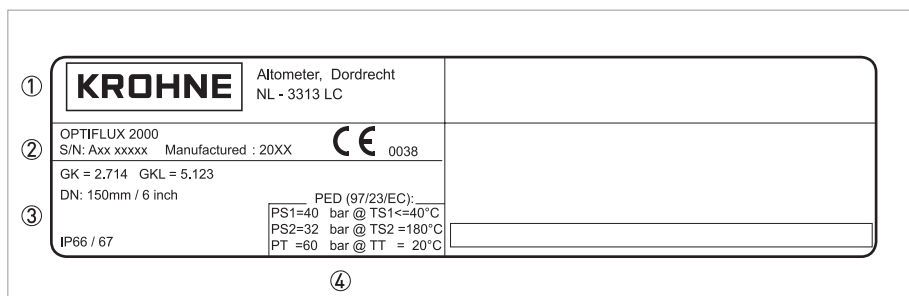 ① KROHNE Altometer, Dordrecht
NL - 3313 LC
② OPTIFLUX 2000
S/N: Axx xxxxx Manufactured : 20XX CE 0038
③ GK = 2.714 GKL = 5.123
DN: 150mm / 6 inch
PED (97/23/EC):
PS1=40 bar @ TS1<=40°C
PS2=32 bar @ TS2 =180°C
PT =60 bar @ TT = 20°C
IP66 / 67
④